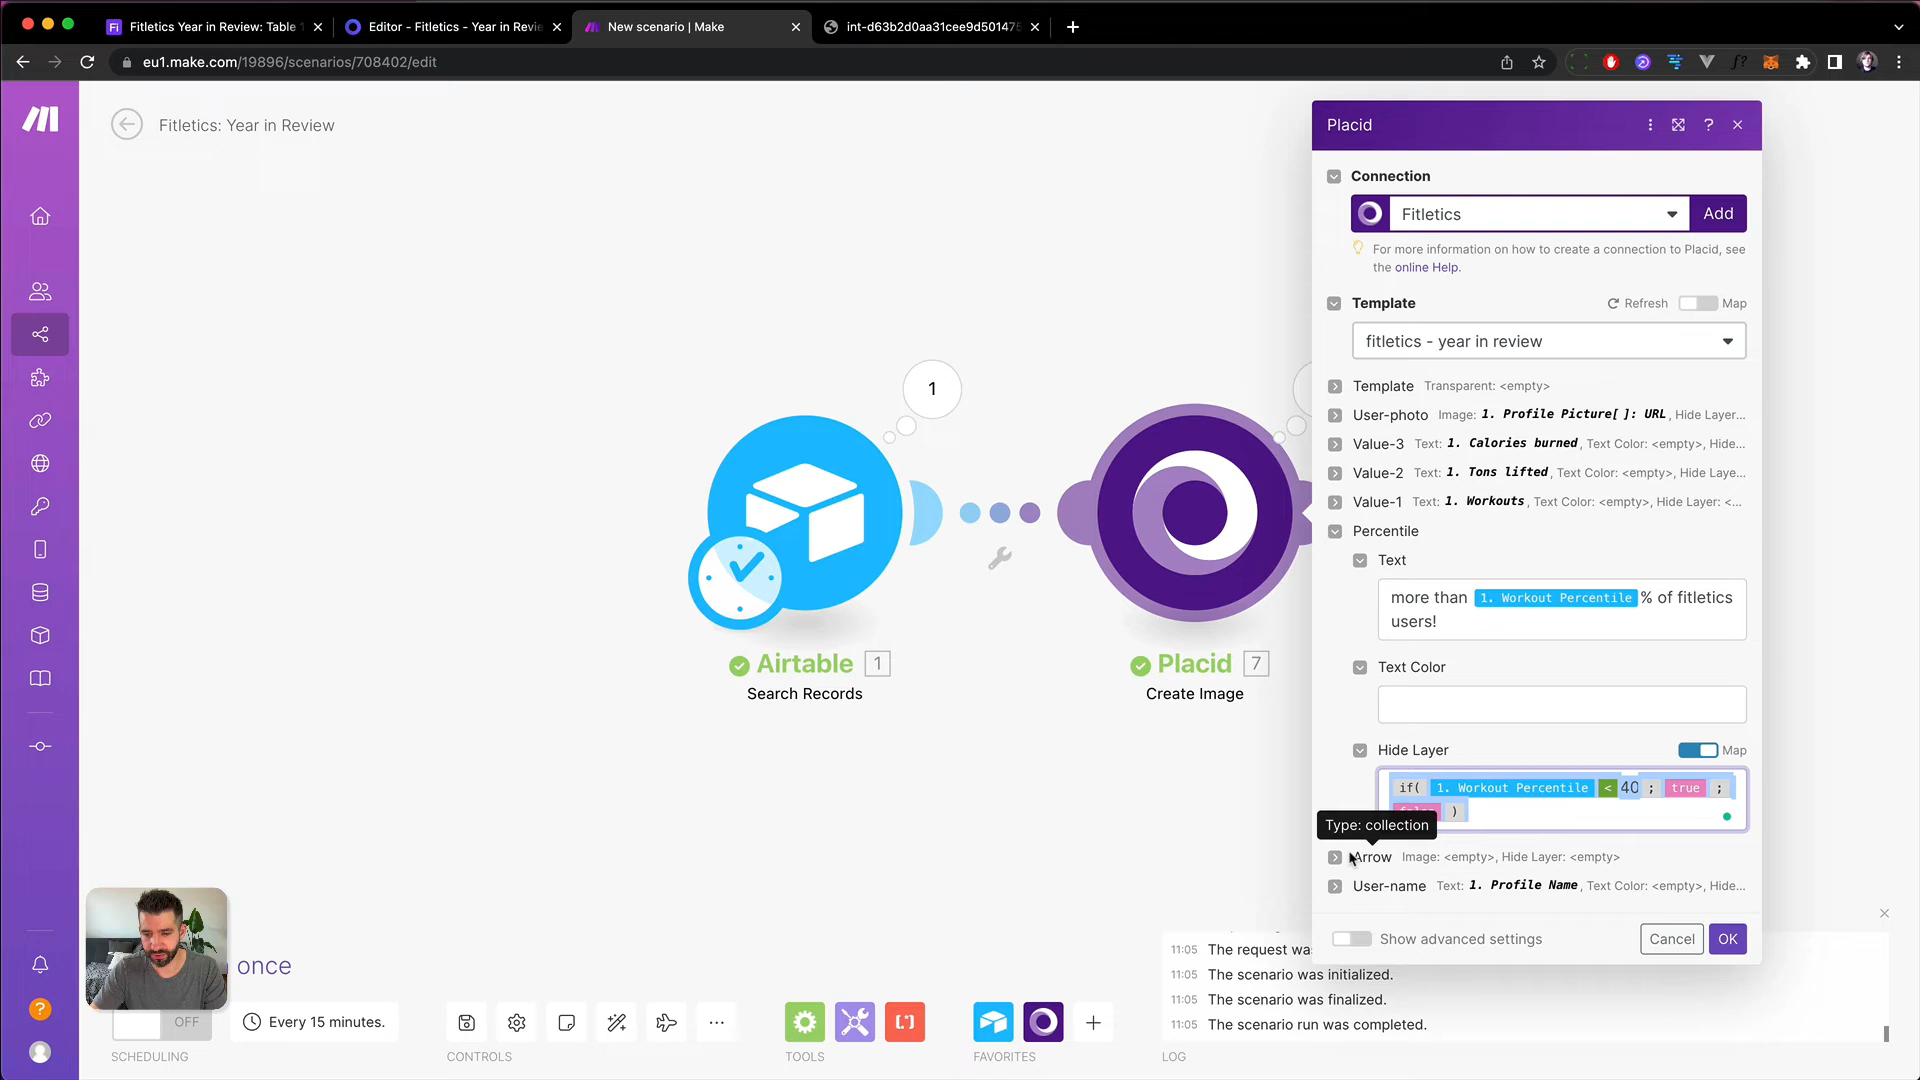 Fitletics Year in Review: Table 1
Editor - Fitletics - Year in Revie
New scenario | Make
int-d63b2d0aa31cee9d501475
eu1.make.com/19896/scenarios/708402/edit
Fitletics: Year in Review
Placid
Connection
Fitletics
Add
For more information on how to create a connection to Placid, see
the online Help.
Template
Refresh
Map
fitletics - year in review
Template Transparent: <empty>
User-photo Image: 1. Profile Picture[ ]: URL, Hide Layer...
Value-3 Text: 1. Calories burned, Text Color: <empty>, Hide...
Value-2 Text: 1. Tons lifted, Text Color: <empty>, Hide Laye...
Value-1 Text: 1. Workouts, Text Color: <empty>, Hide Layer: <...
Percentile
Text
more than 1. Workout Percentile % of fitletics
users!
Text Color
Hide Layer
Map
if( 1. Workout Percentile < 40 ; true ;
)
Type: collection
Arrow Image: <empty>, Hide Layer: <empty>
User-name Text: 1. Profile Name, Text Color: <empty>, Hide...
Show advanced settings
Cancel
OK
1
Airtable 1
Search Records
Placid 7
Create Image
once
OFF
Every 15 minutes.
SCHEDULING
CONTROLS
TOOLS
FAVORITES
LOG
11:05 The request was
11:05 The scenario was initialized.
11:05 The scenario was finalized.
11:05 The scenario run was completed.